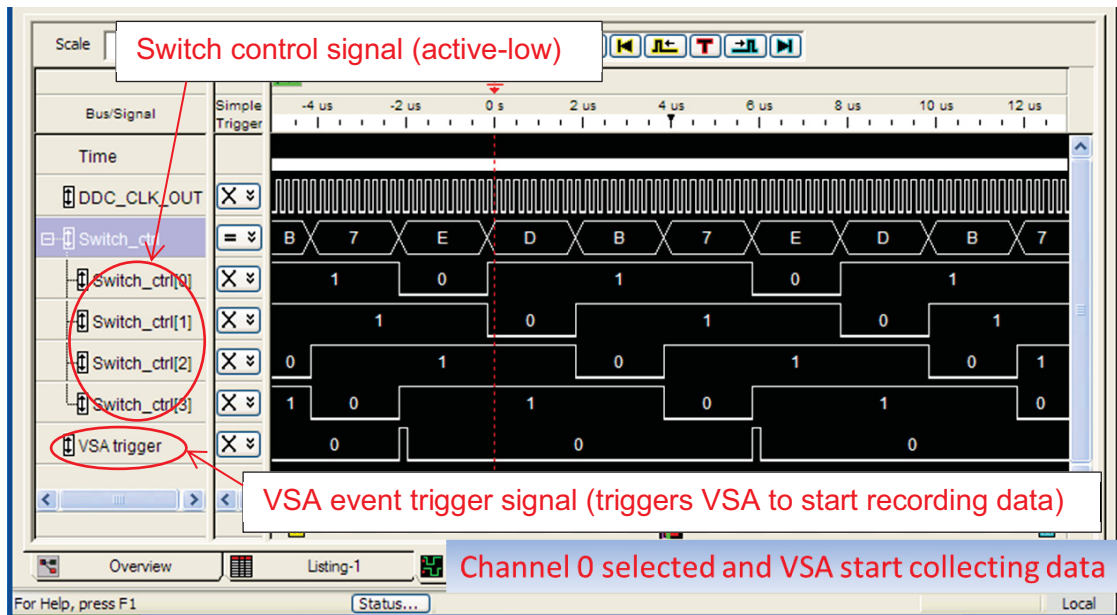 Scale
Switch control signal (active-low)
T
Bus/Signal
Simple Trigger
-4 us -2 us 0 s 2 us 4 us 6 us 8 us 10 us 12 us
Time
DDC_CLK_OUT X
Switch_ctrl = B 7 E D B 7 E D B 7
Switch_ctrl[0] X 1 0 1 0 1
Switch_ctrl[1] X 1 0 1 0 1
Switch_ctrl[2] X 0 1 0 1 0 1
Switch_ctrl[3] X 1 0 1 0 1 0
VSA trigger X 0 0 0
VSA event trigger signal (triggers VSA to start recording data)
Overview Listing-1
Channel 0 selected and VSA start collecting data
For Help, press F1 Status... Local